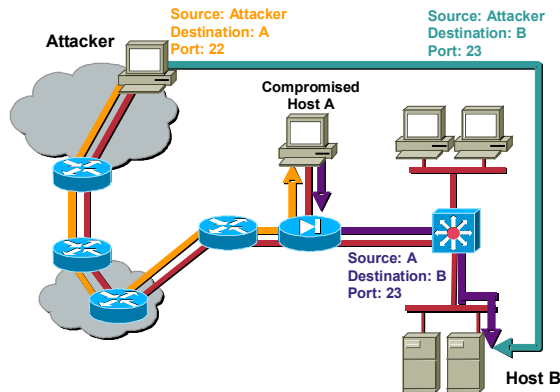 Source: Attacker
Destination: A
Port: 22
Source: Attacker
Destination: B
Port: 23
Attacker
Compromised
Host A
Source: A
Destination: B
Port: 23
Host B